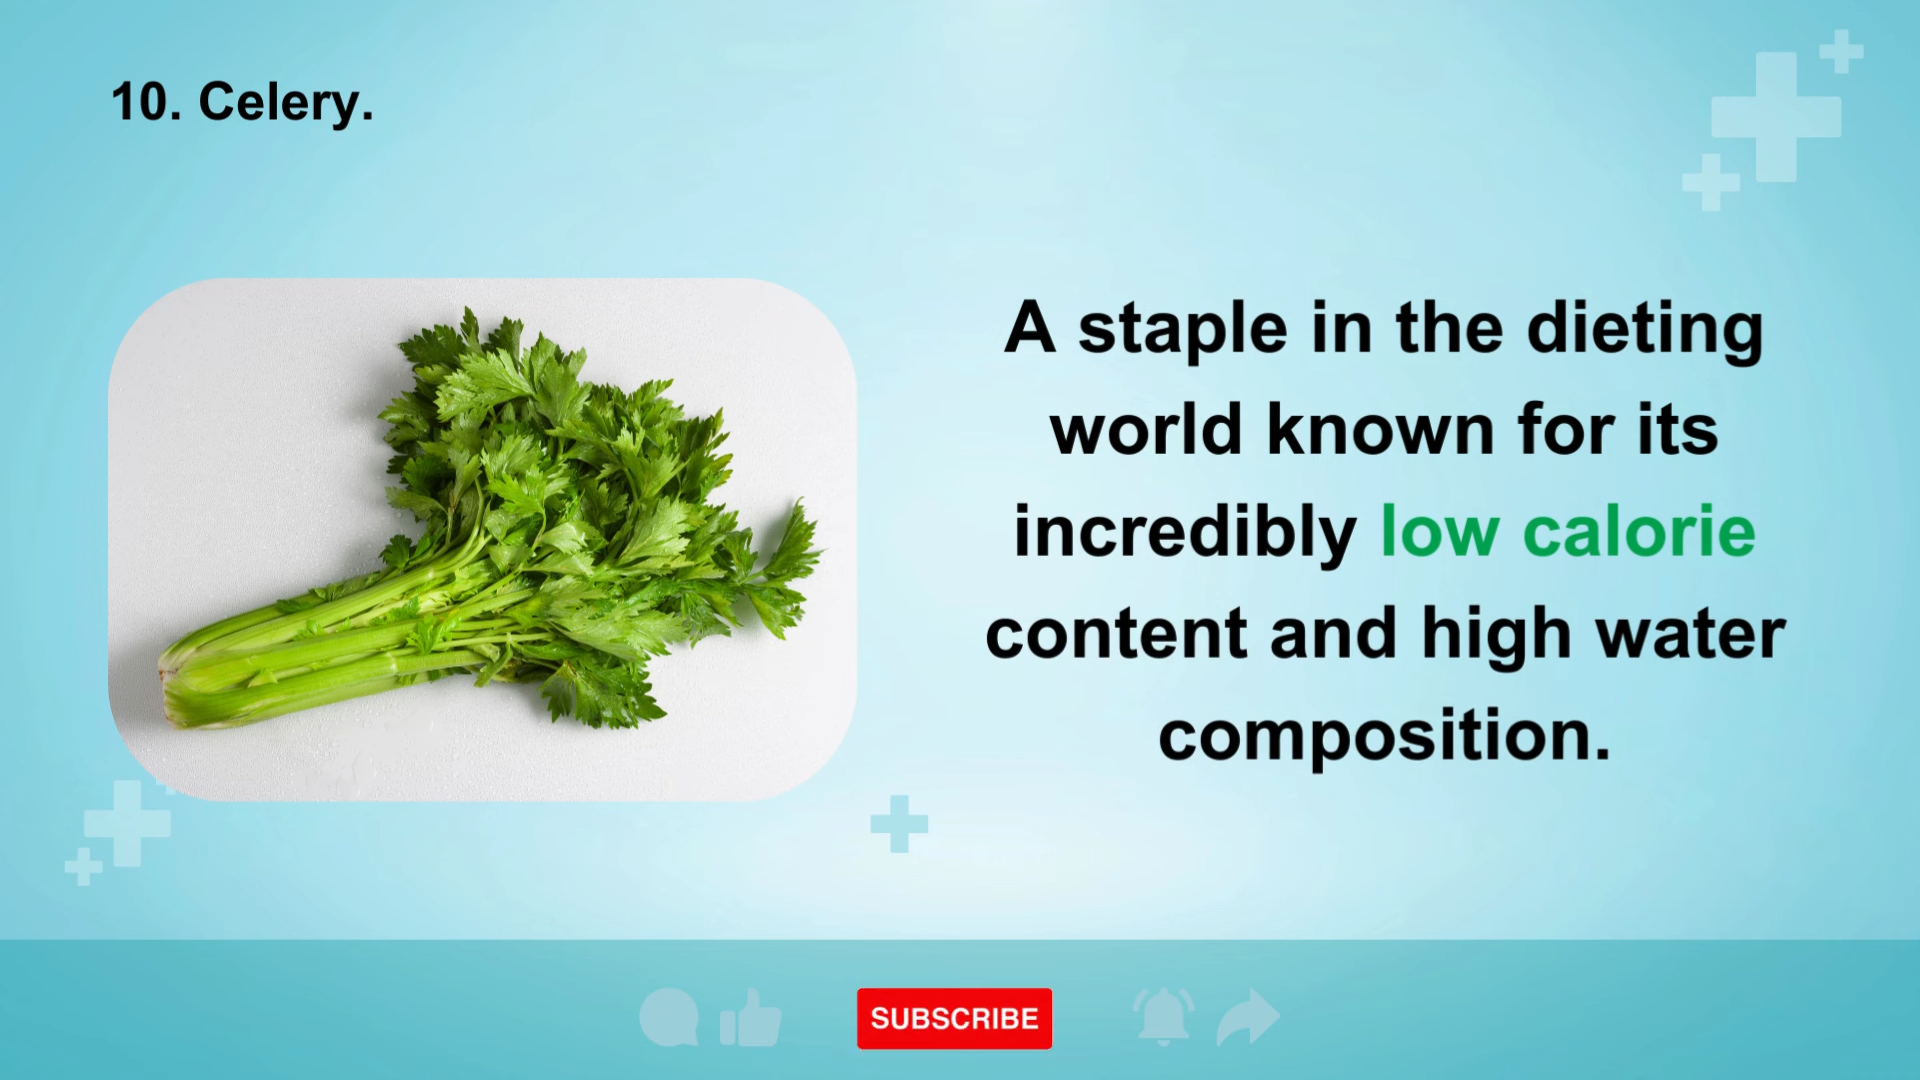 10. Celery.
A staple in the dieting
world known for its
incredibly low calorie
content and high water
composition.
SUBSCRIBE